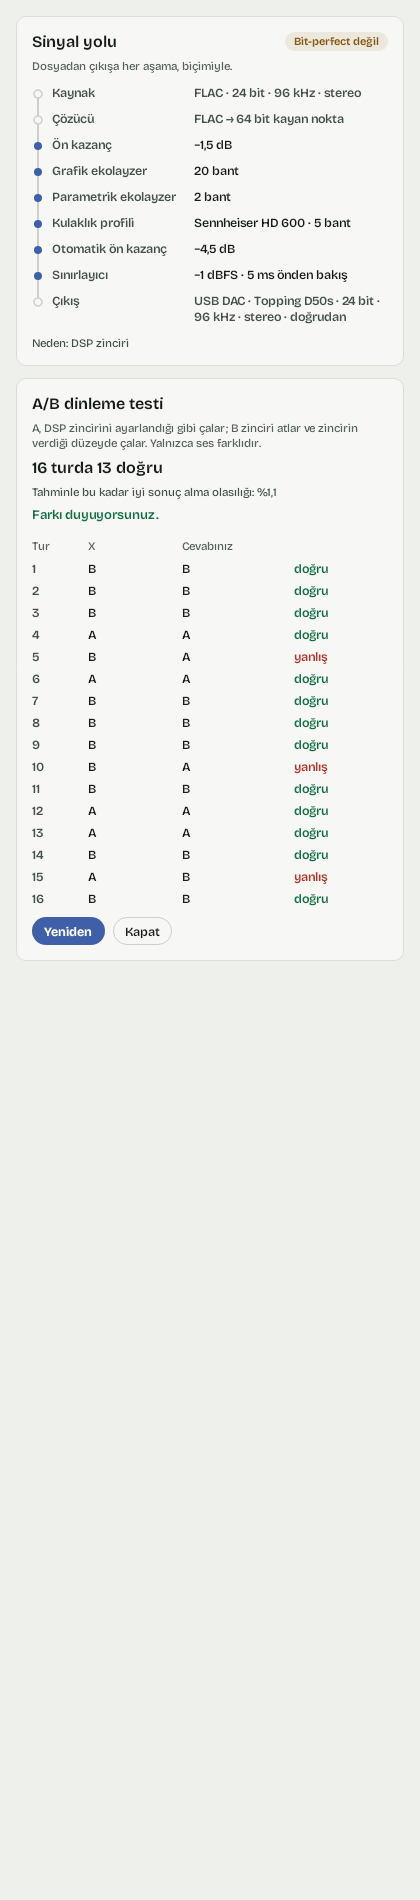 Sinyal yolu
Bit-perfect değil
Dosyadan çıkışa her aşama, biçimiyle.
Kaynak FLAC · 24 bit · 96 kHz · stereo
Çözücü FLAC → 64 bit kayan nokta
Ön kazanç −1,5 dB
Grafik ekolayzer 20 bant
Parametrik ekolayzer 2 bant
Kulaklık profili Sennheiser HD 600 · 5 bant
Otomatik ön kazanç −4,5 dB
Sınırlayıcı −1 dBFS · 5 ms önden bakış
Çıkış USB DAC · Topping D50s · 24 bit ·
96 kHz · stereo · doğrudan
Neden: DSP zinciri
A/B dinleme testi
A, DSP zincirini ayarlandığı gibi çalar; B zinciri atlar ve zincirin
verdiği düzeyde çalar. Yalnızca ses farklıdır.
16 turda 13 doğru
Tahminle bu kadar iyi sonuç alma olasılığı: %1,1
Farkı duyuyorsunuz.
Tur X Cevabınız
1 B B doğru
2 B B doğru
3 B B doğru
4 A A doğru
5 B A yanlış
6 A A doğru
7 B B doğru
8 B B doğru
9 B B doğru
10 B A yanlış
11 B B doğru
12 A A doğru
13 A A doğru
14 B B doğru
15 A B yanlış
16 B B doğru
Yeniden Kapat